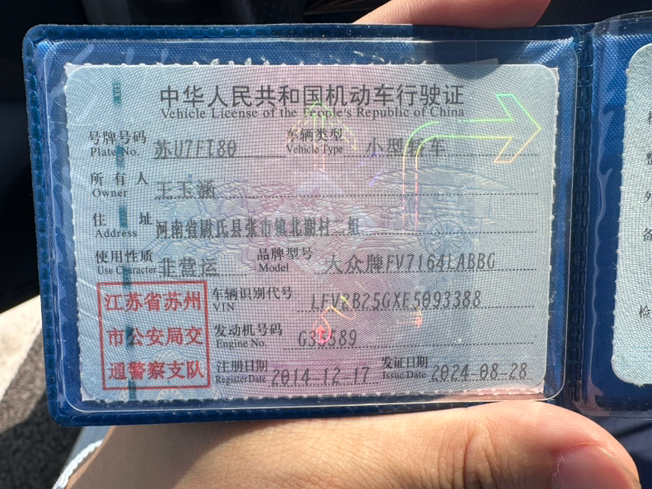 中华人民共和国机动车行驶证
Vehicle License of the People's Republic of China
号牌号码 苏U7FT80 车辆类型 小型轿车
Plate No. Vehicle Type
所有人 王玉涵
Owner
住址 河南省尉氏县张市镇北谢村二组
Address
使用性质 非营运 品牌型号 大众牌FV7164LABBG
Use Character Model
江苏省苏州
市公安局交
通警察支队
车辆识别代号 LFV2B25GXE5093388
VIN
发动机号码 G35589
Engine No.
注册日期 2014-12-17 发证日期 2024-08-28
Register Date Issue Date